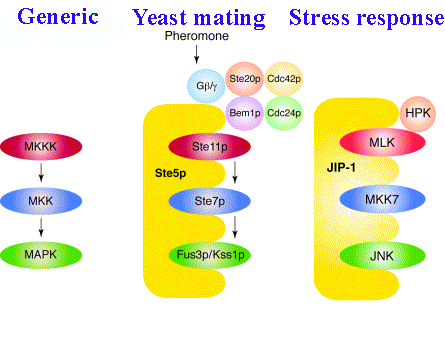 Generic Yeast mating Stress response
Pheromone
Gβ/γ Ste20p Cdc42p
Bem1p Cdc24p HPK
MKKK Ste11p MLK
Ste5p JIP-1
MKK Ste7p MKK7
MAPK Fus3p/Kss1p JNK